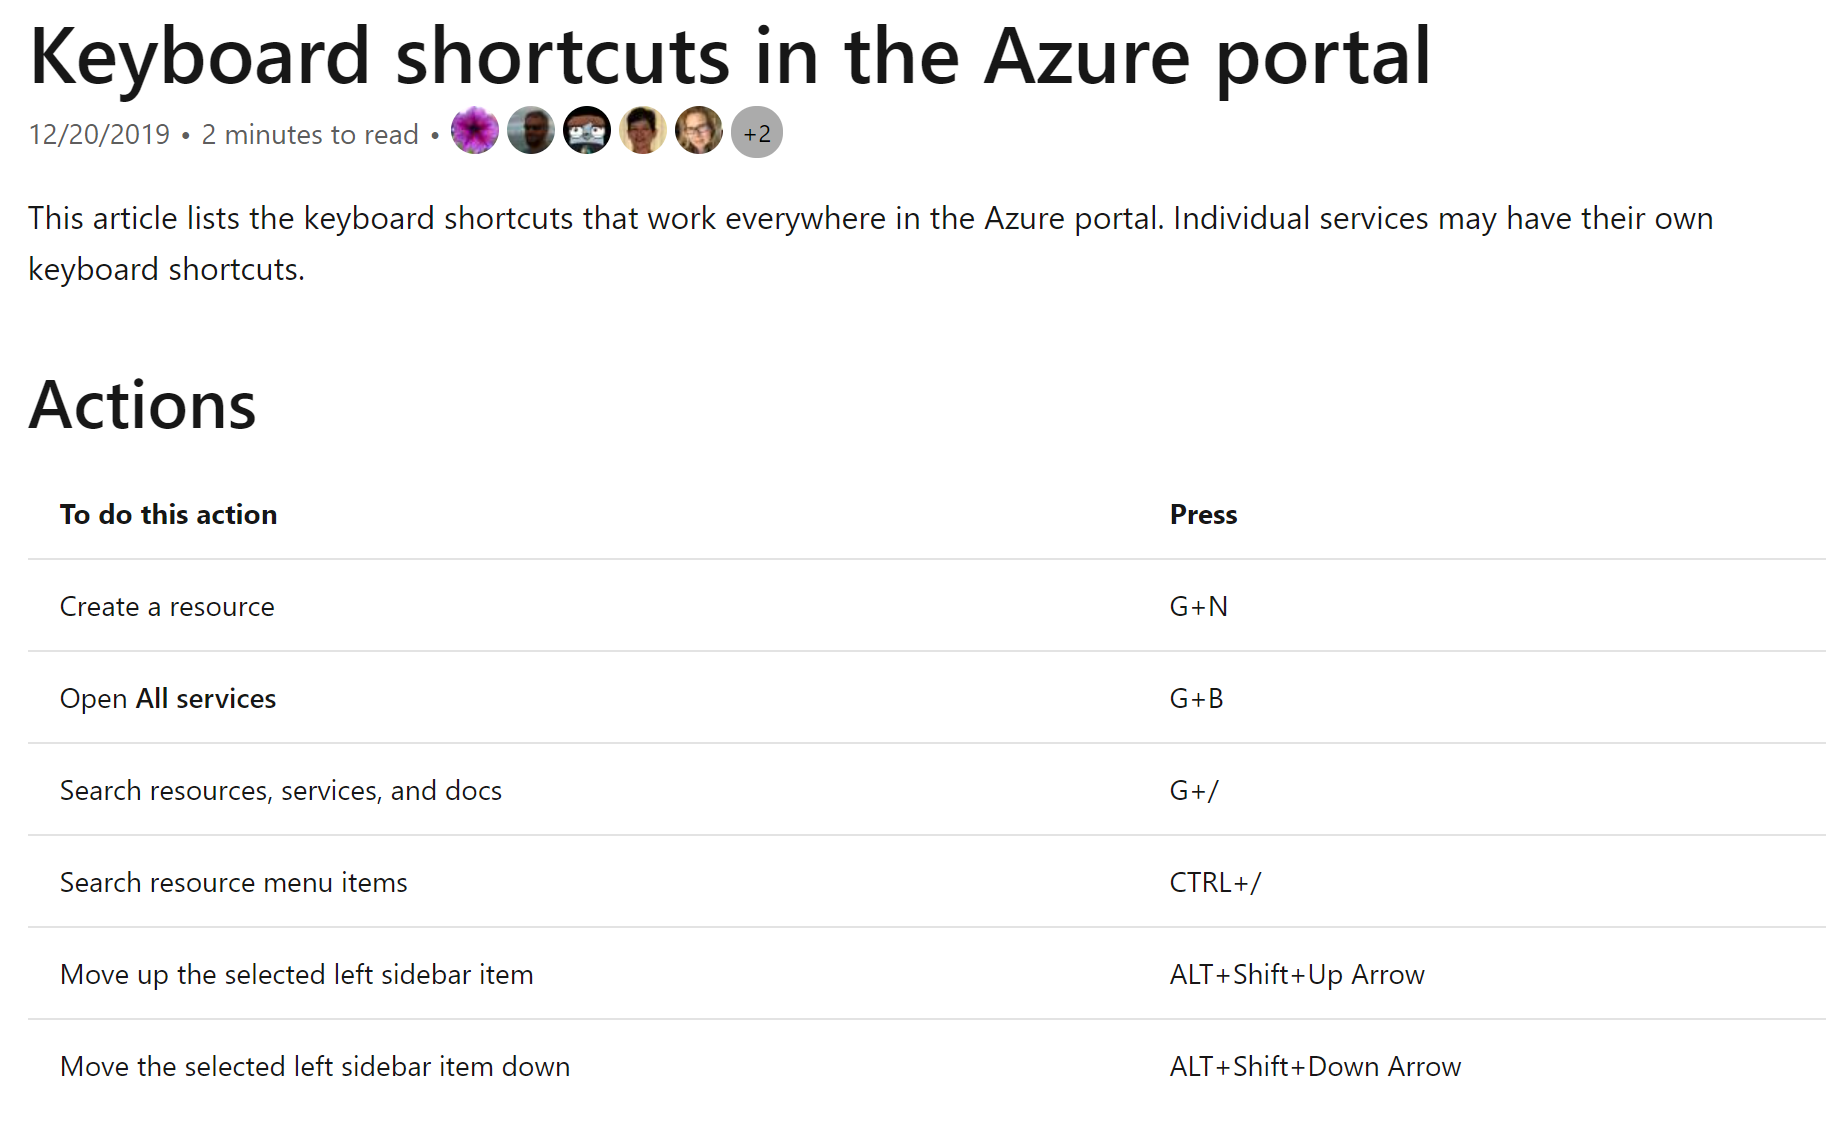 Keyboard shortcuts in the Azure portal
12/20/2019 • 2 minutes to read • +2
This article lists the keyboard shortcuts that work everywhere in the Azure portal. Individual services may have their own
keyboard shortcuts.
Actions
To do this action Press
Create a resource G+N
Open All services G+B
Search resources, services, and docs G+/
Search resource menu items CTRL+/
Move up the selected left sidebar item ALT+Shift+Up Arrow
Move the selected left sidebar item down ALT+Shift+Down Arrow